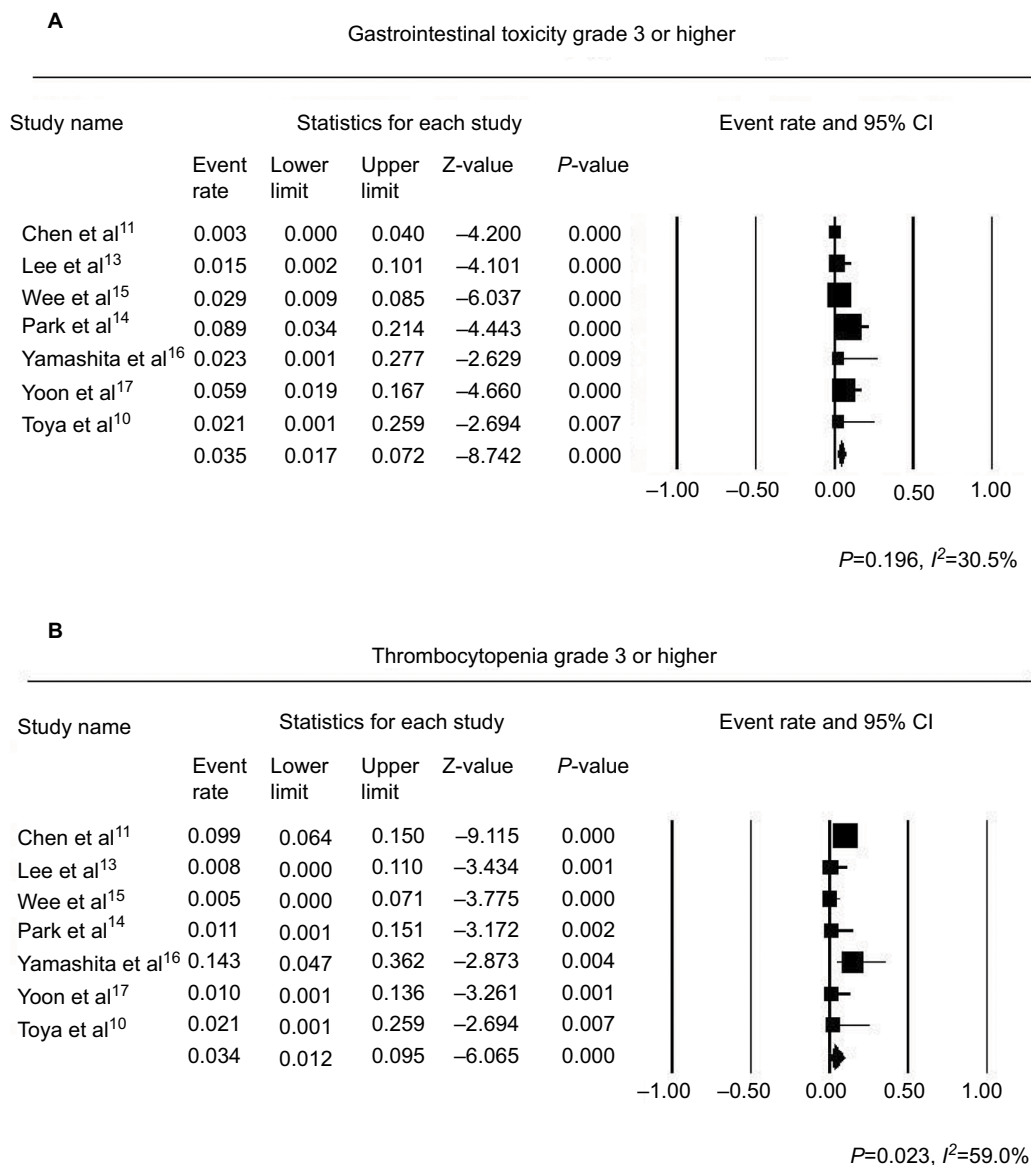 A
Gastrointestinal toxicity grade 3 or higher
Study name Statistics for each study Event rate and 95% CI
Event rate Lower limit Upper limit Z-value P-value
Chen et al11 0.003 0.000 0.040 –4.200 0.000
Lee et al13 0.015 0.002 0.101 –4.101 0.000
Wee et al15 0.029 0.009 0.085 –6.037 0.000
Park et al14 0.089 0.034 0.214 –4.443 0.000
Yamashita et al16 0.023 0.001 0.277 –2.629 0.009
Yoon et al17 0.059 0.019 0.167 –4.660 0.000
Toya et al10 0.021 0.001 0.259 –2.694 0.007
0.035 0.017 0.072 –8.742 0.000
–1.00 –0.50 0.00 0.50 1.00
P=0.196, I2=30.5%
B
Thrombocytopenia grade 3 or higher
Study name Statistics for each study Event rate and 95% CI
Event rate Lower limit Upper limit Z-value P-value
Chen et al11 0.099 0.064 0.150 –9.115 0.000
Lee et al13 0.008 0.000 0.110 –3.434 0.001
Wee et al15 0.005 0.000 0.071 –3.775 0.000
Park et al14 0.011 0.001 0.151 –3.172 0.002
Yamashita et al16 0.143 0.047 0.362 –2.873 0.004
Yoon et al17 0.010 0.001 0.136 –3.261 0.001
Toya et al10 0.021 0.001 0.259 –2.694 0.007
0.034 0.012 0.095 –6.065 0.000
–1.00 –0.50 0.00 0.50 1.00
P=0.023, I2=59.0%